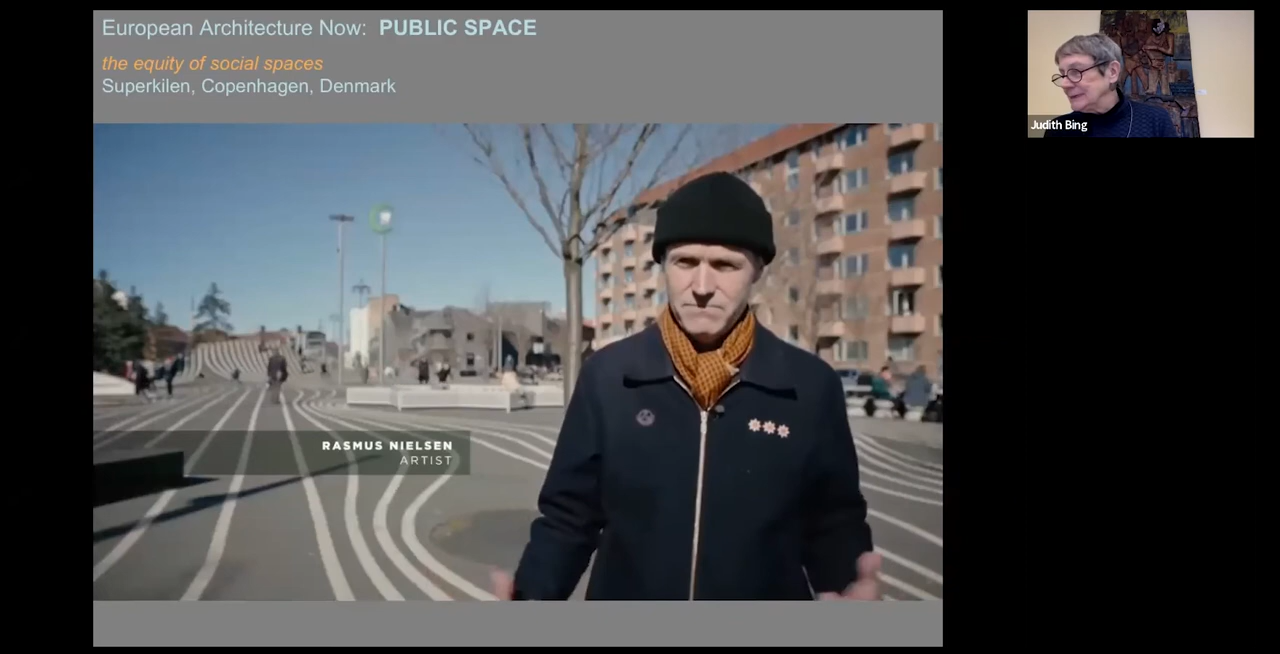 European Architecture Now: PUBLIC SPACE
the equity of social spaces
Superkilen, Copenhagen, Denmark
RASMUS NIELSEN
ARTIST
Judith Bing